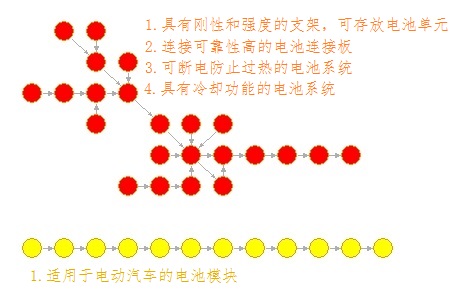 1.具有刚性和强度的支架，可存放电池单元
2.连接可靠性高的电池连接板
3.可断电防止过热的电池系统
4.具有冷却功能的电池系统
1.适用于电动汽车的电池模块